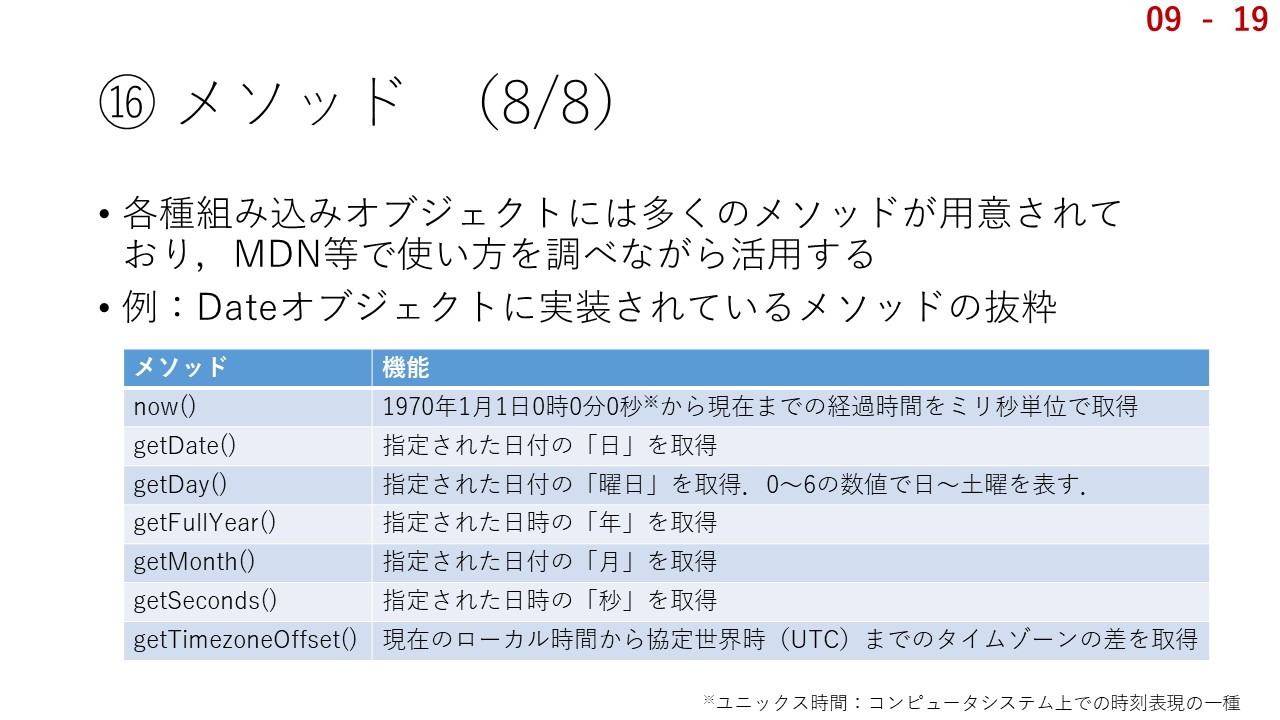 09 - 19
⑯ メソッド （8/8）
• 各種組み込みオブジェクトには多くのメソッドが用意されて
おり，MDN等で使い方を調べながら活用する
• 例：Dateオブジェクトに実装されているメソッドの抜粋
メソッド 機能
now() 1970年1月1日0時0分0秒※から現在までの経過時間をミリ秒単位で取得
getDate() 指定された日付の「日」を取得
getDay() 指定された日付の「曜日」を取得．0～6の数値で日～土曜を表す．
getFullYear() 指定された日時の「年」を取得
getMonth() 指定された日付の「月」を取得
getSeconds() 指定された日時の「秒」を取得
getTimezoneOffset() 現在のローカル時間から協定世界時（UTC）までのタイムゾーンの差を取得
※ユニックス時間：コンピュータシステム上での時刻表現の一種